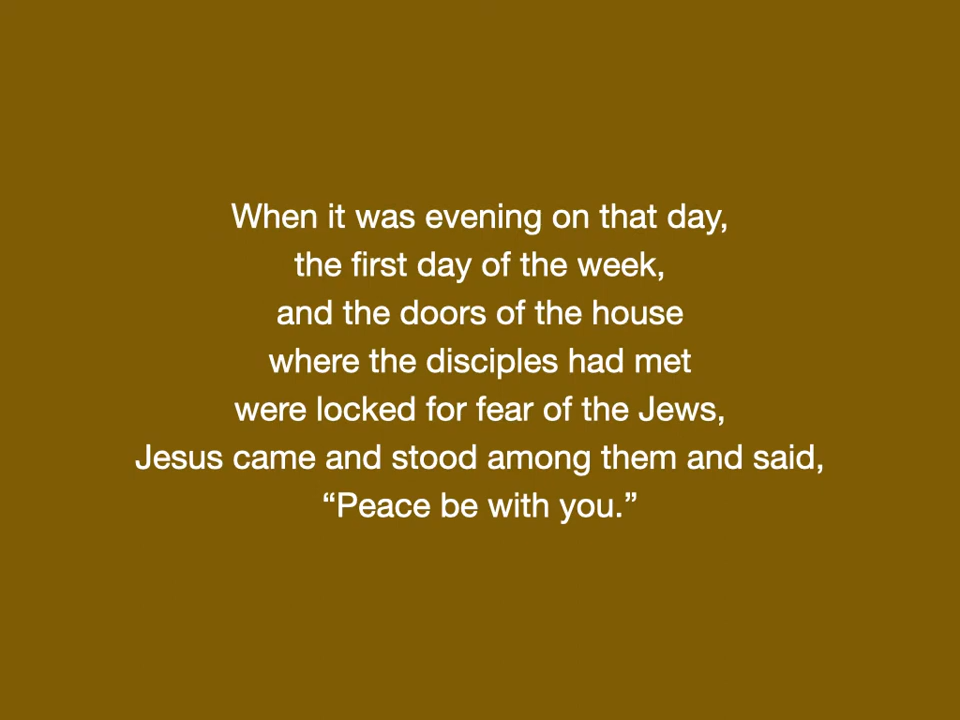 When it was evening on that day,
the first day of the week,
and the doors of the house
where the disciples had met
were locked for fear of the Jews,
Jesus came and stood among them and said,
“Peace be with you.”